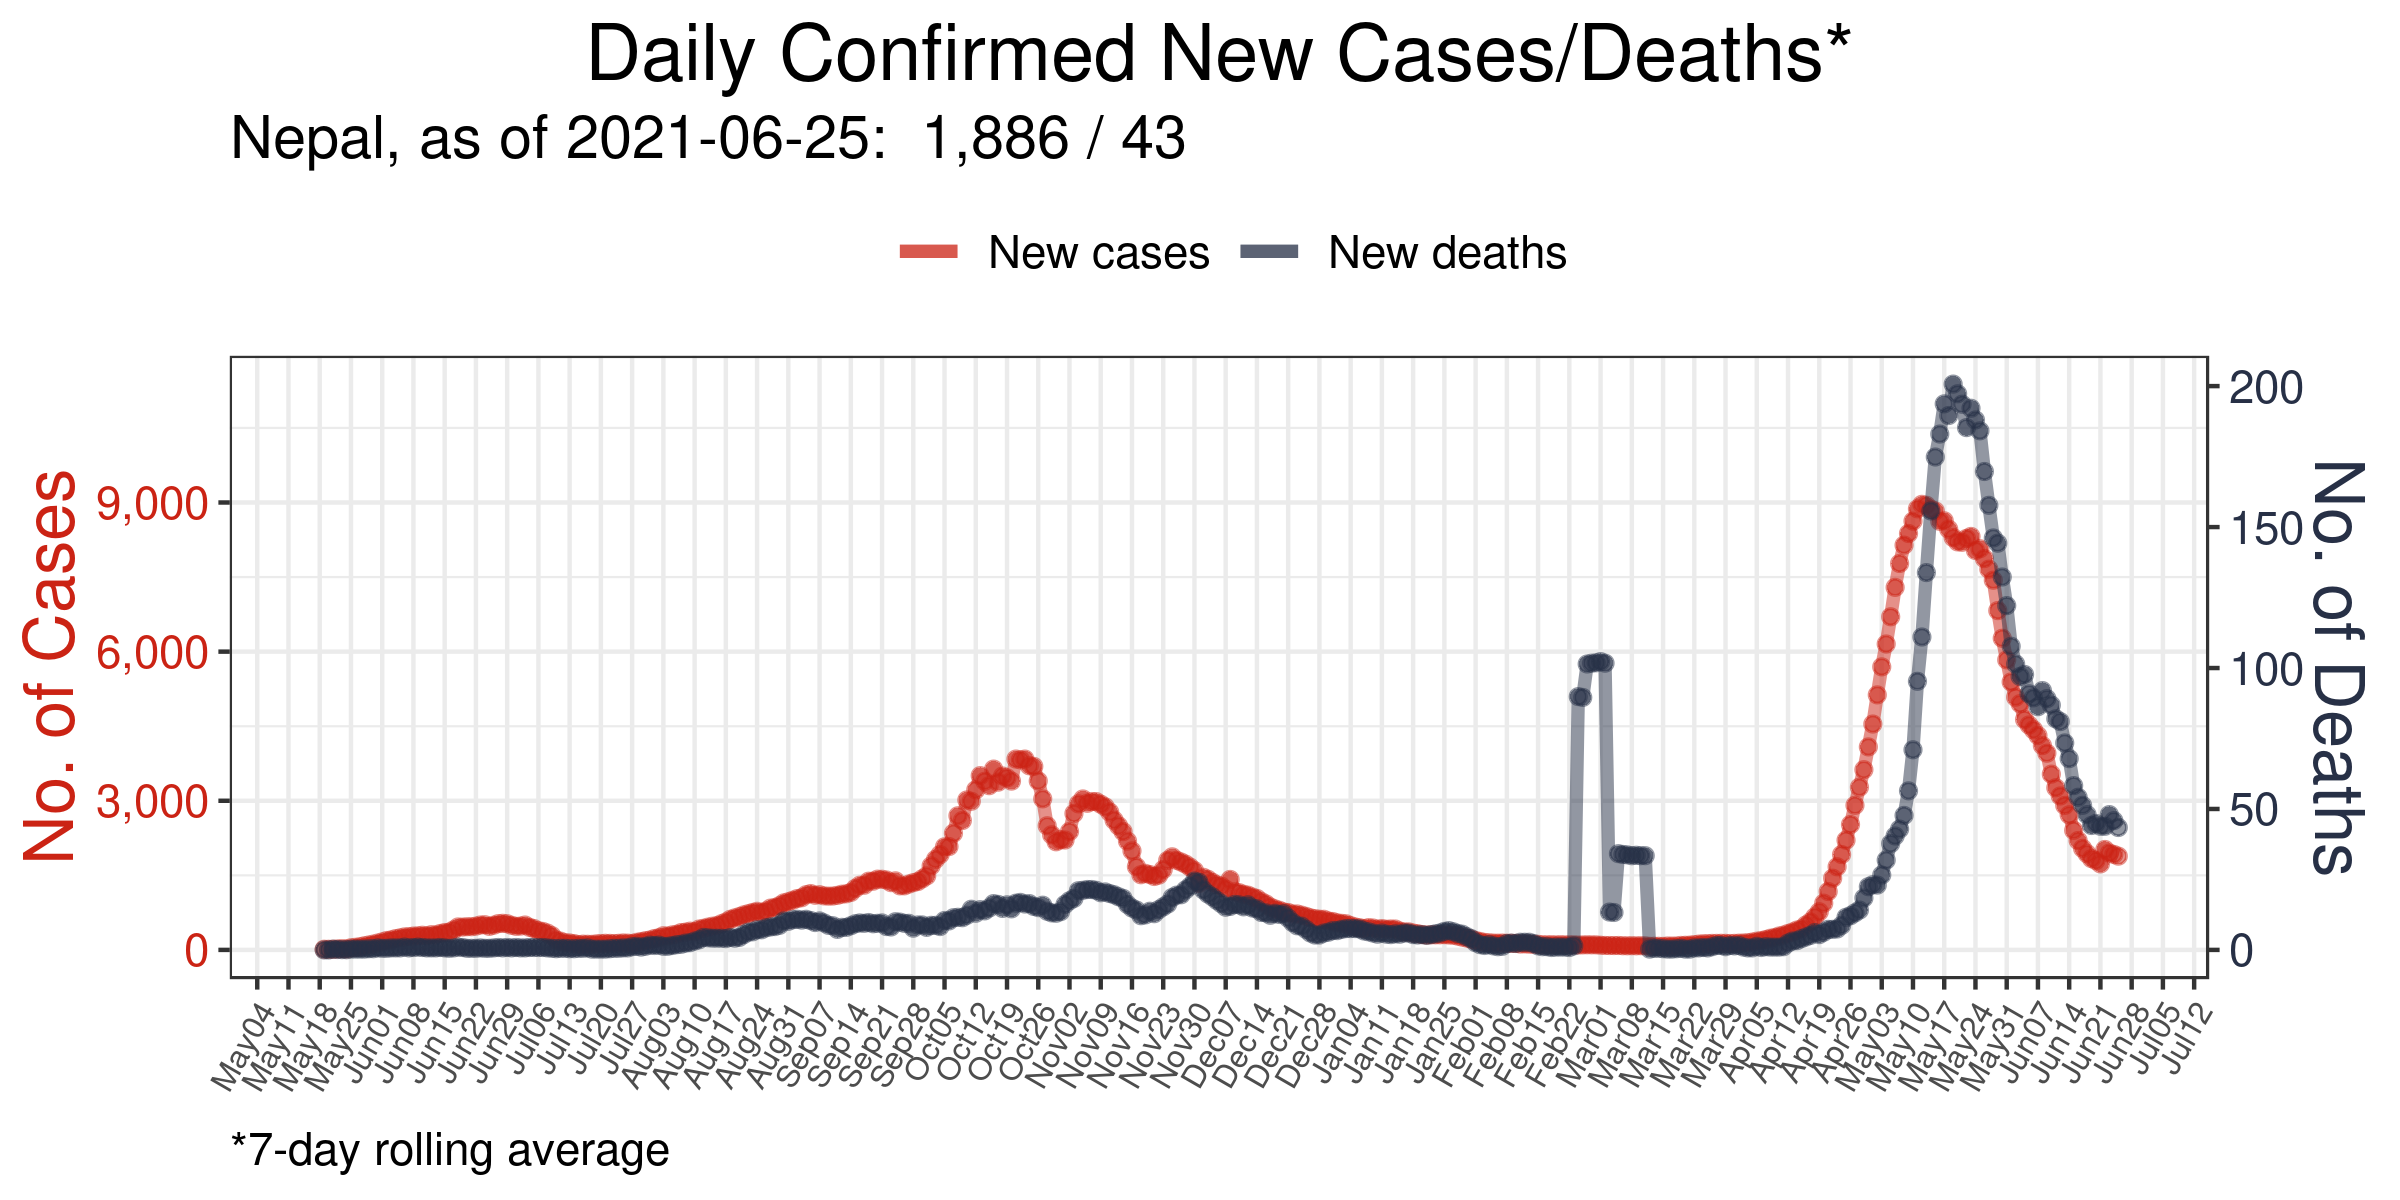 Daily Confirmed New Cases/Deaths*
Nepal, as of 2021-06-25:  1,886 / 43
New cases
New deaths
No. of Cases
9,000
6,000
3,000
0
200
150
100
50
0
No. of Deaths
May04
May11
May18
May25
Jun01
Jun08
Jun15
Jun22
Jun29
Jul06
Jul13
Jul20
Jul27
Aug03
Aug10
Aug17
Aug24
Aug31
Sep07
Sep14
Sep21
Sep28
Oct05
Oct12
Oct19
Oct26
Nov02
Nov09
Nov16
Nov23
Nov30
Dec07
Dec14
Dec21
Dec28
Jan04
Jan11
Jan18
Jan25
Feb01
Feb08
Feb15
Feb22
Mar01
Mar08
Mar15
Mar22
Mar29
Apr05
Apr12
Apr19
Apr26
May03
May10
May17
May24
May31
Jun07
Jun14
Jun21
Jun28
Jul05
Jul12
*7-day rolling average